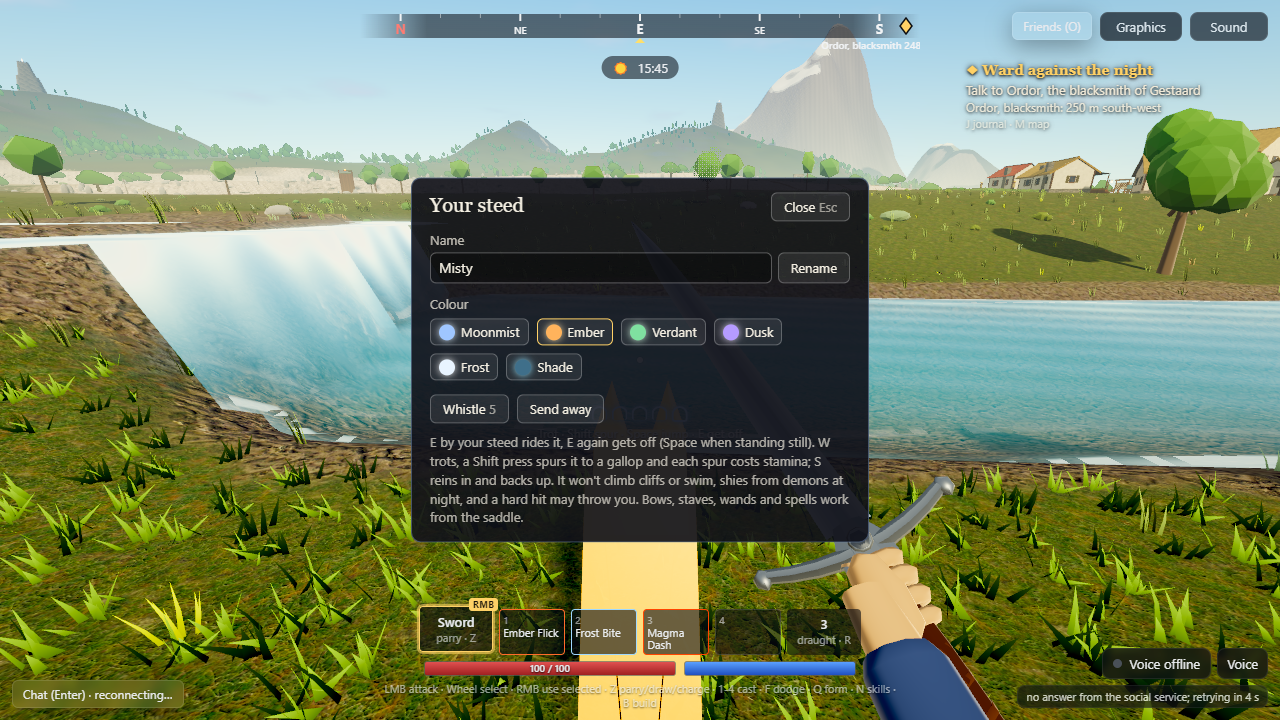 N NE E SE S
Ordor, blacksmith 248
15:45
Friends (O) Graphics Sound
Ward against the night
Talk to Ordor, the blacksmith of Gestaard
Ordor, blacksmith: 250 m south-west
J journal · M map
Your steed
Close Esc
Name
Misty
Rename
Colour
Moonmist Ember Verdant Dusk
Frost Shade
Whistle 5 Send away
E by your steed rides it, E again gets off (Space when standing still). W
trots, a Shift press spurs it to a gallop and each spur costs stamina; S
reins in and backs up. It won't climb cliffs or swim, shies from demons at
night, and a hard hit may throw you. Bows, staves, wands and spells work
from the saddle.
RMB
Sword
parry · Z
1
Ember Flick
2
Frost Bite
3
Magma
Dash
4
3
draught · R
100 / 100
LMB attack · Wheel select · RMB use selected · Z parry/draw/charge · 1-4 cast · F dodge · Q form · N skills ·
B build
Chat (Enter) · reconnecting...
Voice offline Voice
no answer from the social service; retrying in 4 s